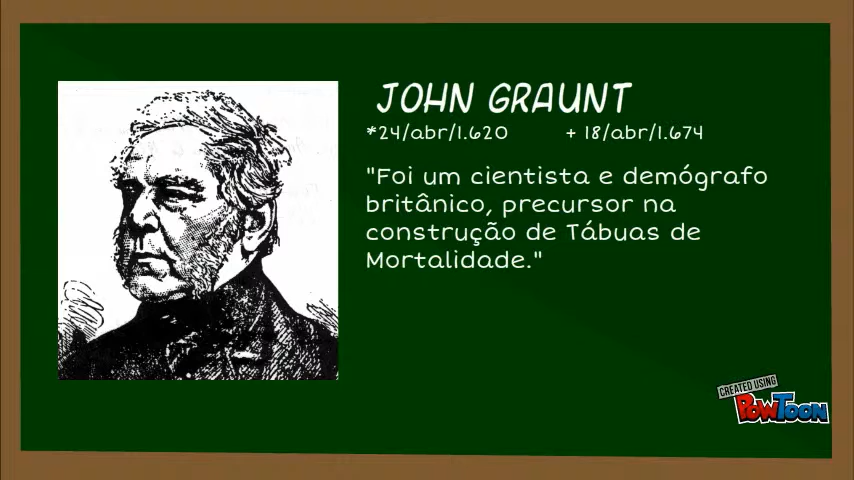 JOHN GRAUNT
*24/abr/1.620 + 18/abr/1.674
"Foi um cientista e demógrafo
britânico, precursor na
construção de Tábuas de
Mortalidade."
CREATED USING
POWTOON